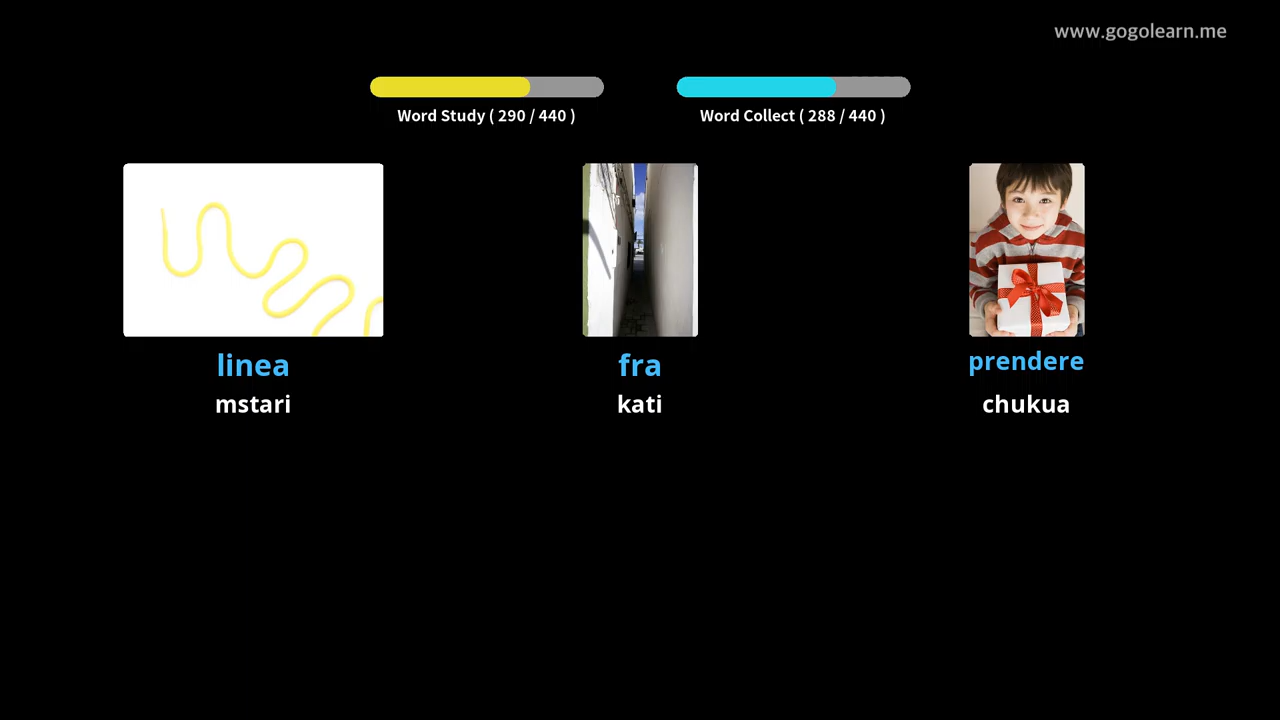 www.gogolearn.me
Word Study ( 290 / 440 )
Word Collect ( 288 / 440 )
linea
mstari
fra
kati
prendere
chukua